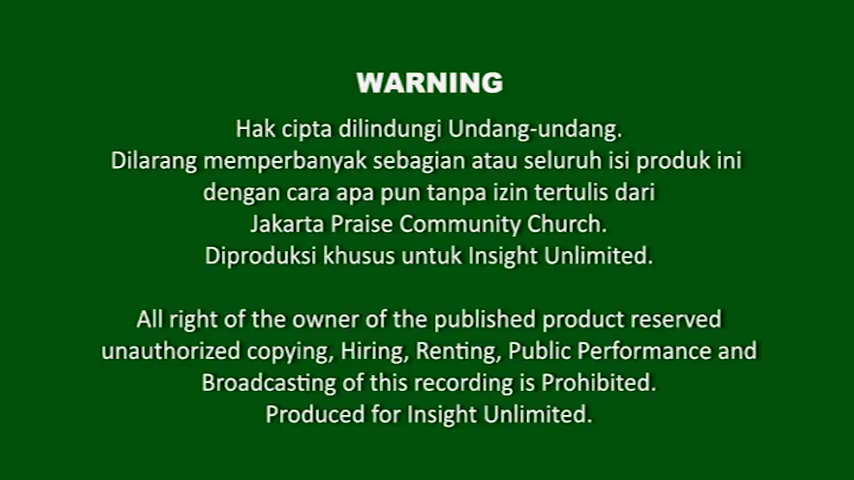 WARNING
Hak cipta dilindungi Undang-undang.
Dilarang memperbanyak sebagian atau seluruh isi produk ini
dengan cara apa pun tanpa izin tertulis dari
Jakarta Praise Community Church.
Diproduksi khusus untuk Insight Unlimited.
All right of the owner of the published product reserved
unauthorized copying, Hiring, Renting, Public Performance and
Broadcasting of this recording is Prohibited.
Produced for Insight Unlimited.